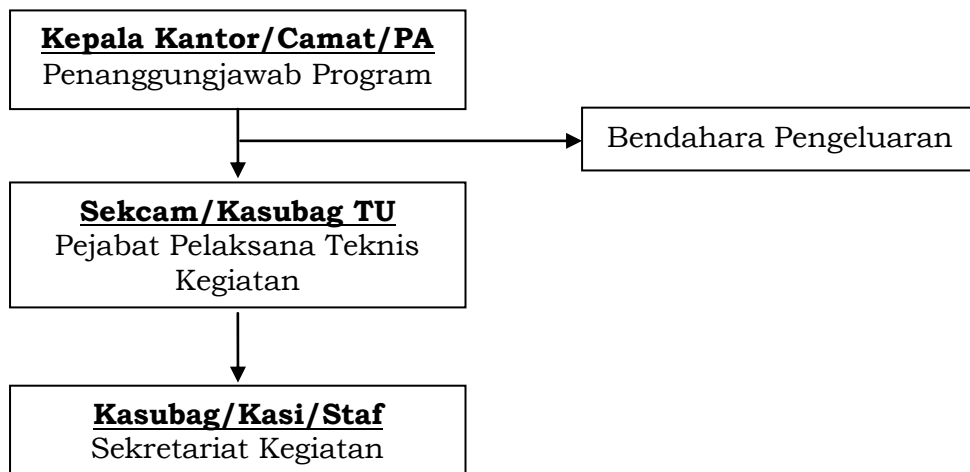 Kepala Kantor/Camat/PA
Penanggungjawab Program
Bendahara Pengeluaran
Sekcam/Kasubag TU
Pejabat Pelaksana Teknis
Kegiatan
Kasubag/Kasi/Staf
Sekretariat Kegiatan